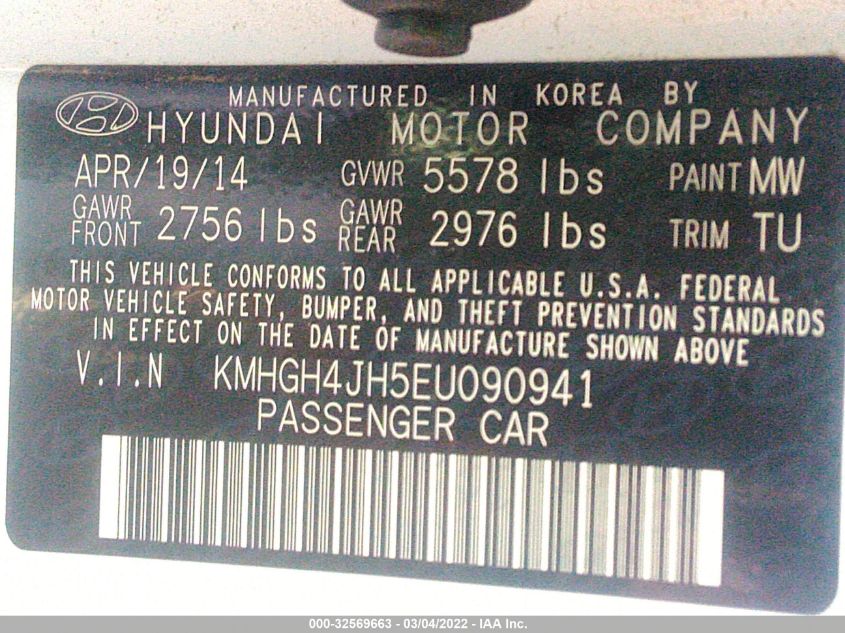 MANUFACTURED IN KOREA BY
HYUNDAI MOTOR COMPANY
APR/19/14 GVWR 5578 lbs PAINT MW
GAWR FRONT 2756 lbs GAWR REAR 2976 lbs TRIM TU
THIS VEHICLE CONFORMS TO ALL APPLICABLE U.S.A. FEDERAL
MOTOR VEHICLE SAFETY, BUMPER, AND THEFT PREVENTION STANDARDS
IN EFFECT ON THE DATE OF MANUFACTURE SHOWN ABOVE
V.I.N KMHGH4JH5EU090941
PASSENGER CAR
000-32569663 - 03/04/2022 - IAA Inc.